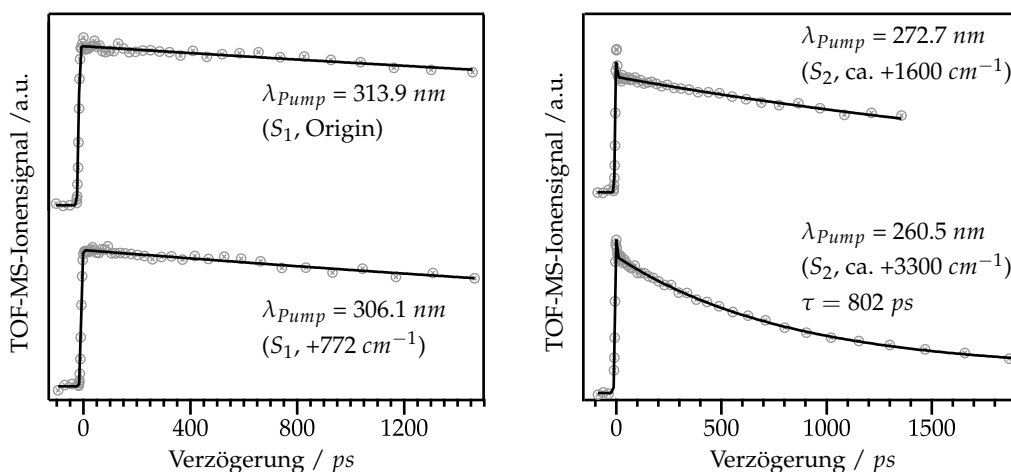 TOF-MS-Ionensignal / a.u.
λPump = 313.9 nm
(S1, Origin)
λPump = 306.1 nm
(S1, +772 cm−1)
0 400 800 1200
Verzögerung / ps
TOF-MS-Ionensignal / a.u.
λPump = 272.7 nm
(S2, ca. +1600 cm−1)
λPump = 260.5 nm
(S2, ca. +3300 cm−1)
τ = 802 ps
0 500 1000 1500
Verzögerung / ps